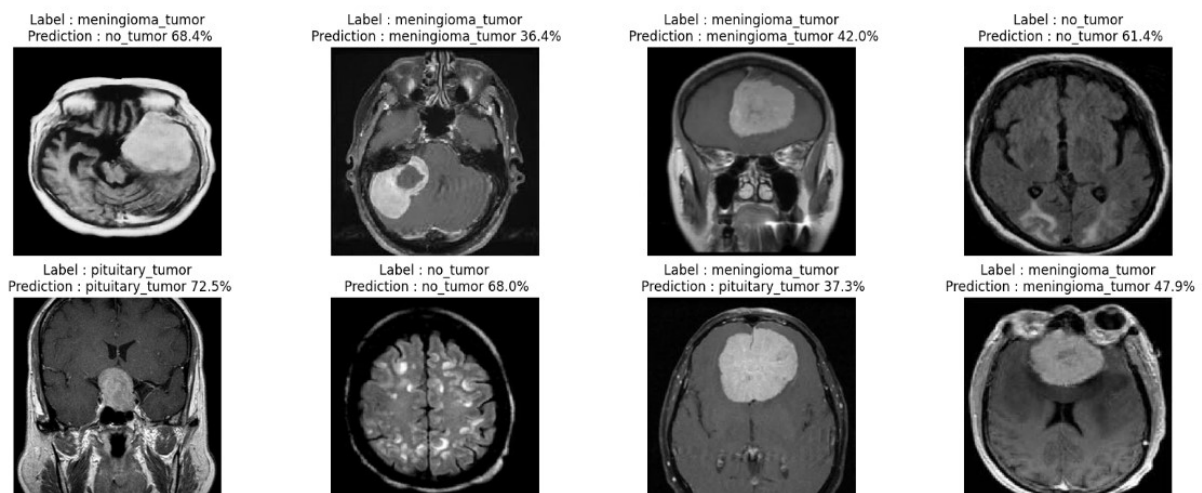 Label : meningioma_tumor
Prediction : no_tumor 68.4%
Label : meningioma_tumor
Prediction : meningioma_tumor 36.4%
Label : meningioma_tumor
Prediction : meningioma_tumor 42.0%
Label : no_tumor
Prediction : no_tumor 61.4%
Label : pituitary_tumor
Prediction : pituitary_tumor 72.5%
Label : no_tumor
Prediction : no_tumor 68.0%
Label : meningioma_tumor
Prediction : pituitary_tumor 37.3%
Label : meningioma_tumor
Prediction : meningioma_tumor 47.9%